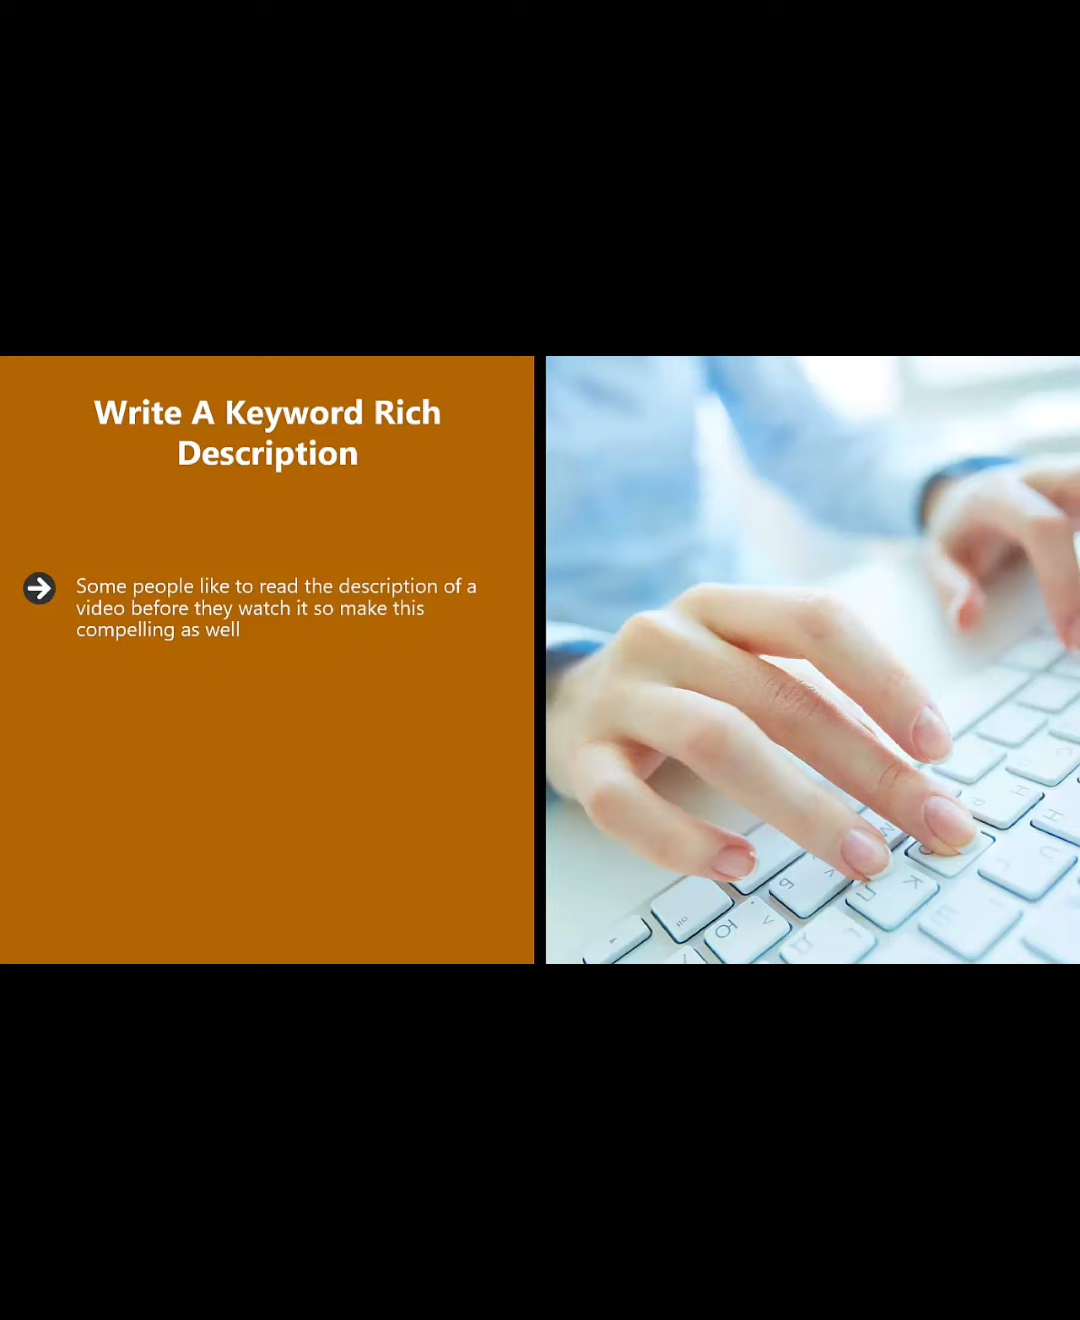 Write A Keyword Rich
Description
Some people like to read the description of a
video before they watch it so make this
compelling as well